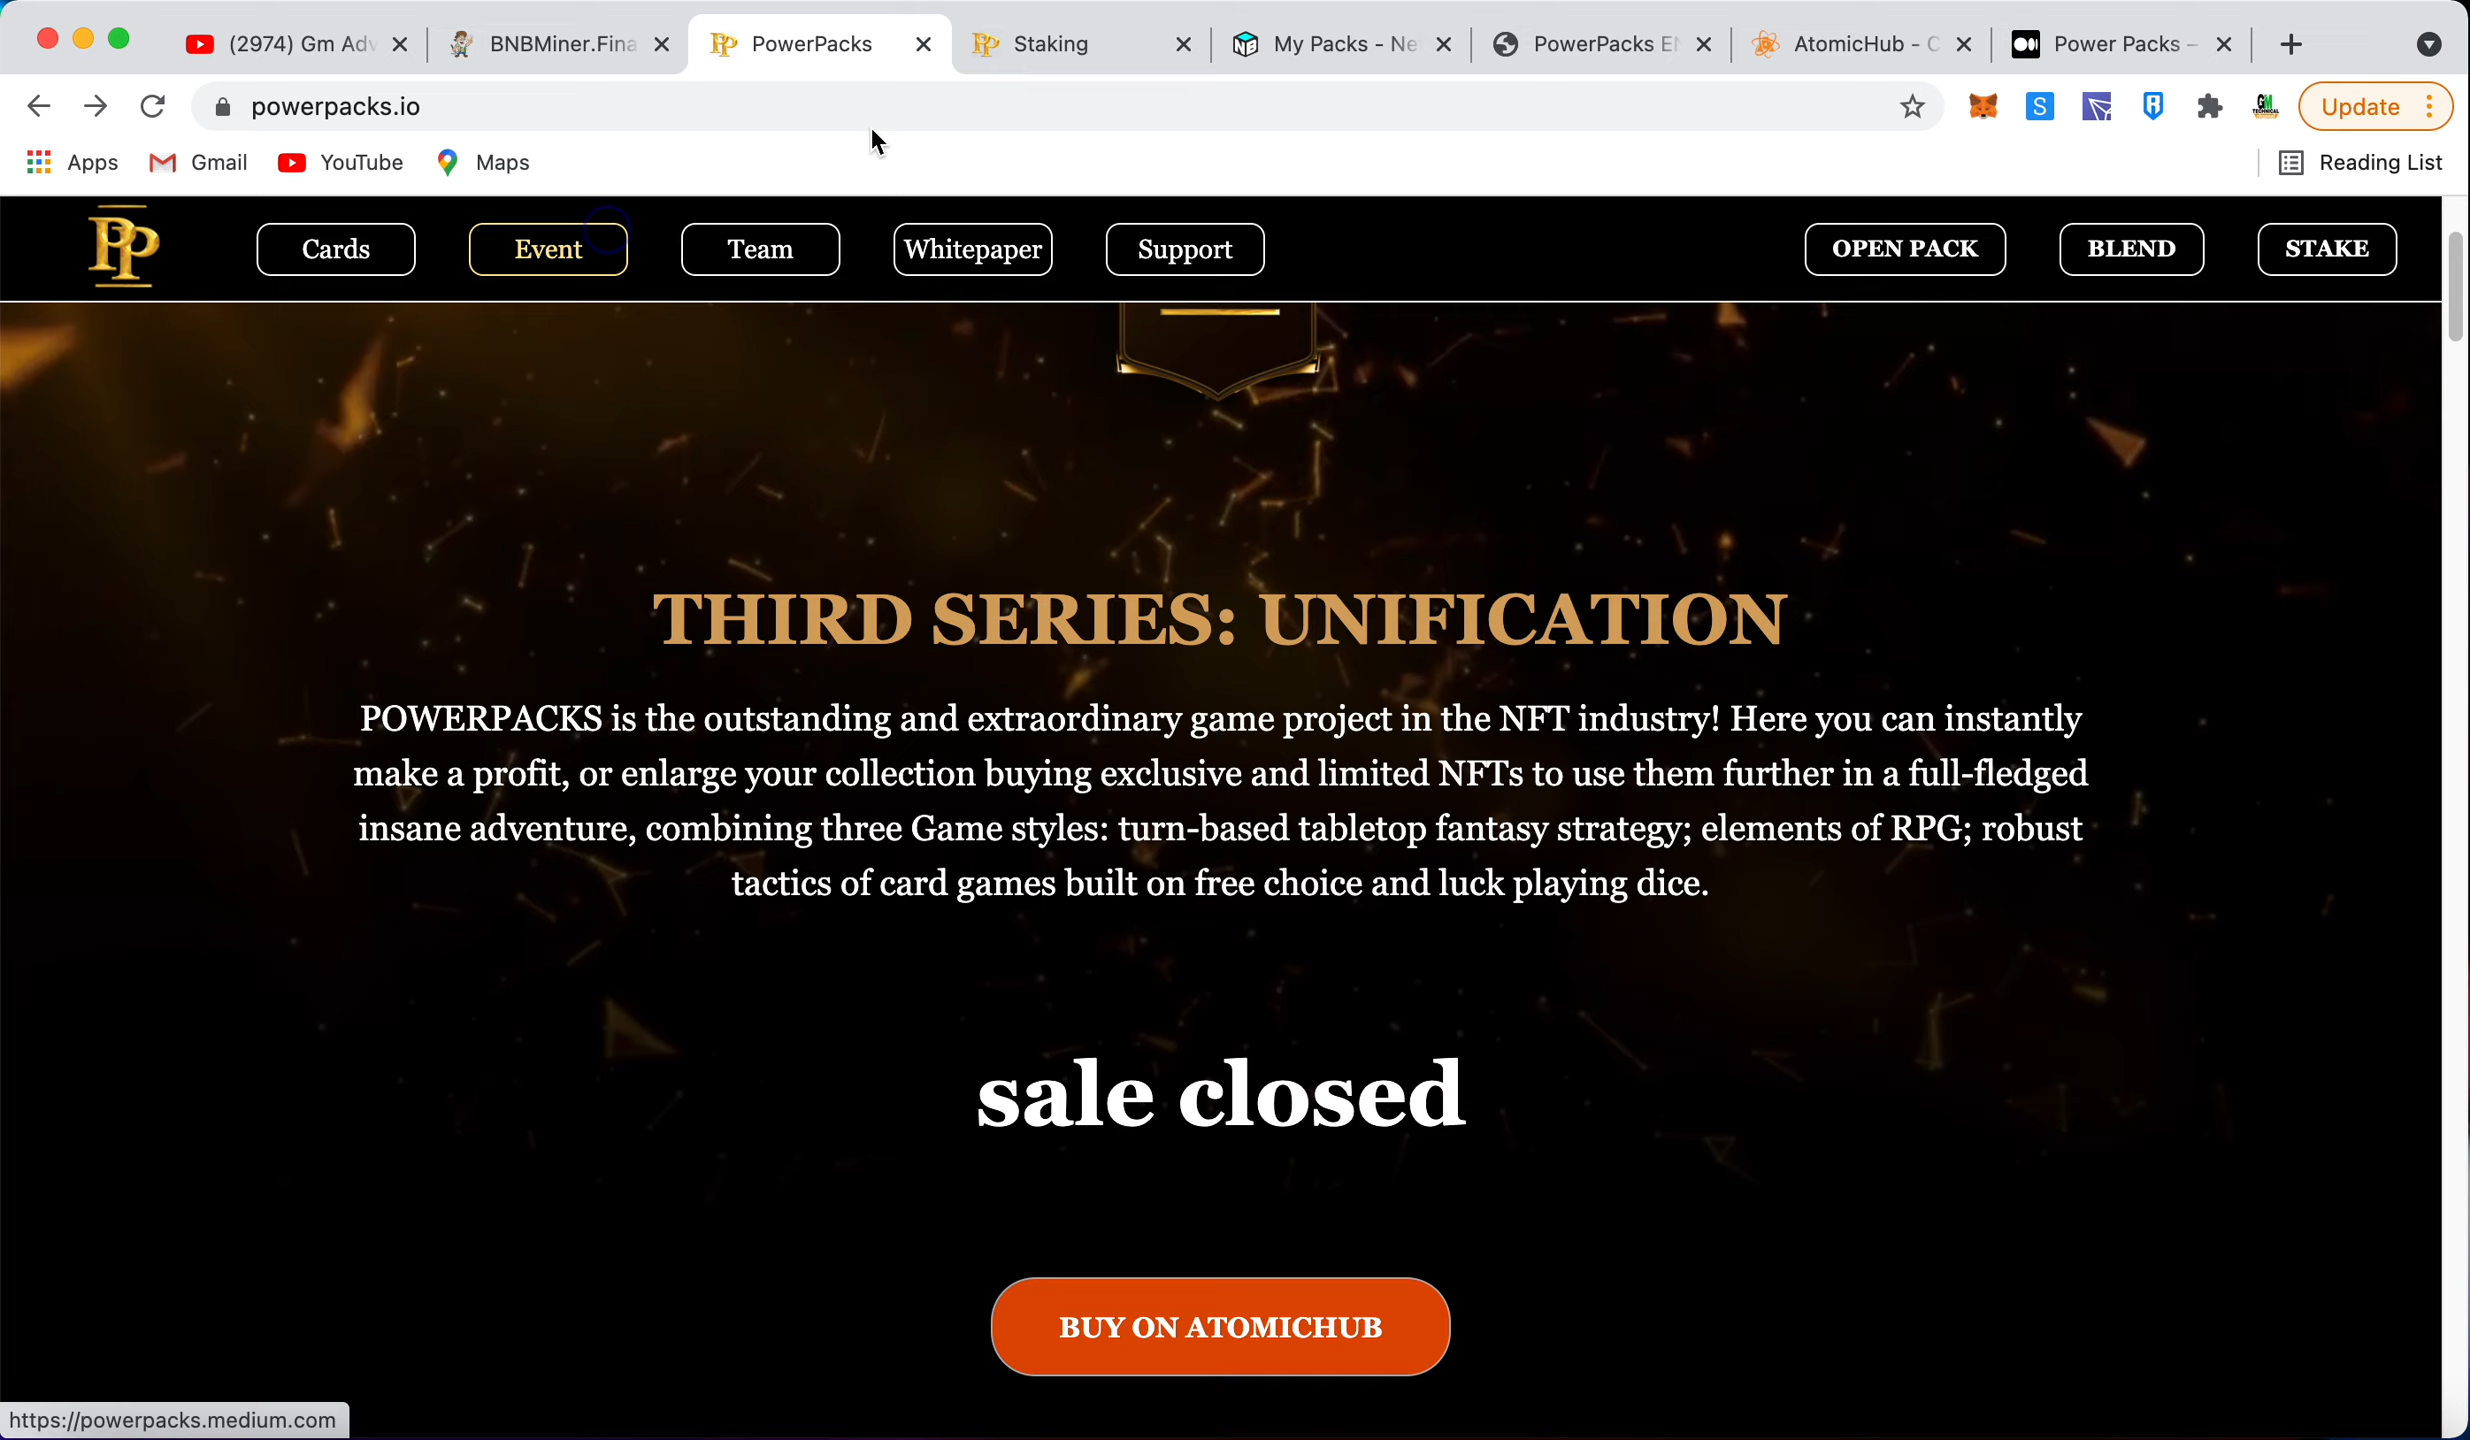 (2974) Gm Adv
BNBMiner.Fina
PowerPacks
Staking
My Packs - Ne
PowerPacks EN
AtomicHub - C
Power Packs –
powerpacks.io
Update
Apps
Gmail
YouTube
Maps
Reading List
PP
Cards
Event
Team
Whitepaper
Support
OPEN PACK
BLEND
STAKE
THIRD SERIES: UNIFICATION
POWERPACKS is the outstanding and extraordinary game project in the NFT industry! Here you can instantly
make a profit, or enlarge your collection buying exclusive and limited NFTs to use them further in a full-fledged
insane adventure, combining three Game styles: turn-based tabletop fantasy strategy; elements of RPG; robust
tactics of card games built on free choice and luck playing dice.
sale closed
BUY ON ATOMICHUB
https://powerpacks.medium.com